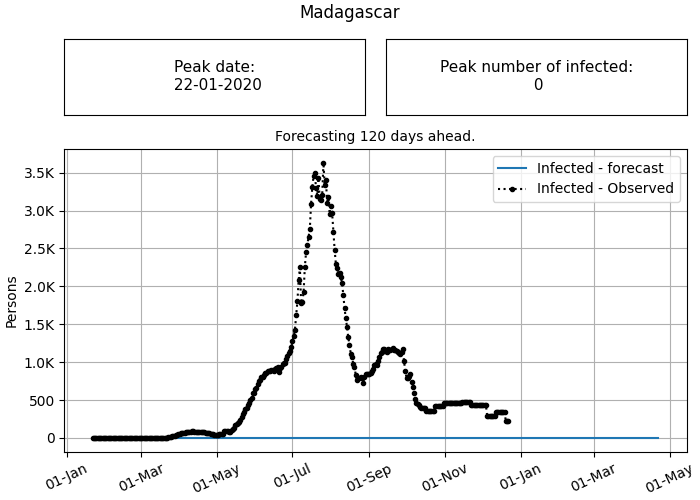 Madagascar
Peak date:
22-01-2020
Peak number of infected:
0
Forecasting 120 days ahead.
Infected - forecast
Infected - Observed
3.5K
3.0K
2.5K
2.0K
1.5K
1.0K
500
0
Persons
01-Jan
01-Mar
01-May
01-Jul
01-Sep
01-Nov
01-Jan
01-Mar
01-May